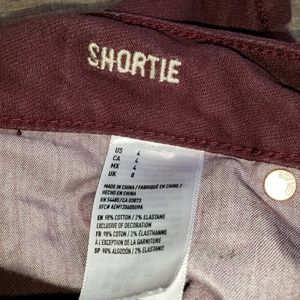 SHORTIE
US 4
CA 4
MX 4
UK 8
MADE IN CHINA / FABRIQUÉ EN CHINE /
HECHO EN CHINA
RN 54485/CA 03873
RFC# AEMT206056U9A
EN 98% COTTON / 2% ELASTANE
EXCLUSIVE OF DECORATION
FR 98% COTON / 2% ÉLASTHANNE
À L'EXCEPTION DE LA GARNITURE
SP 98% ALGODÓN / 2% ELASTANO